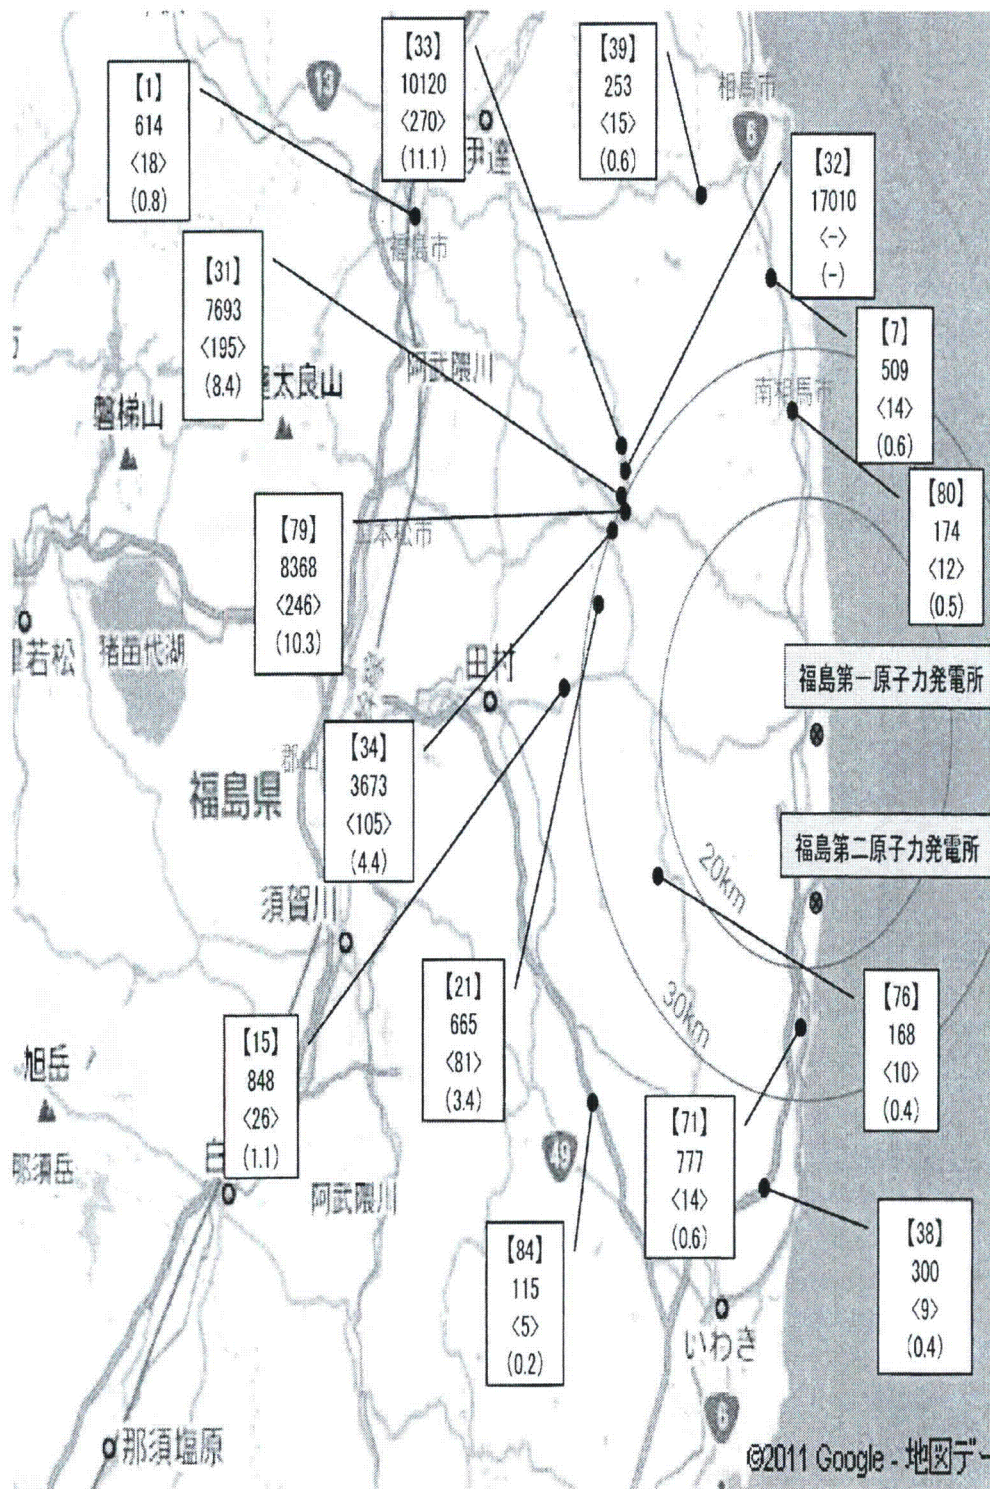 【33】
10120
<270>
(11.1)
【39】
253
<15>
(0.6)
【1】
614
<18>
(0.8)
13
相馬市
6
伊達
【32】
17010
<->
(-)
福島市
【31】
7693
<195>
(8.4)
【7】
509
<14>
(0.6)
阿武隈川
太良山
磐梯山
南相馬市
【80】
174
<12>
(0.5)
【79】
8368
<246>
(10.3)
本松市
若松
猪苗代湖
田村
福島第一原子力発電所
【34】
3673
<105>
(4.4)
郡山
福島県
福島第二原子力発電所
20km
須賀川
30km
【21】
665
<81>
(3.4)
【76】
168
<10>
(0.4)
【15】
848
<26>
(1.1)
旭岳
那須岳
【71】
777
<14>
(0.6)
49
阿武隈川
【84】
115
<5>
(0.2)
【38】
300
<9>
(0.4)
いわき
6
那須塩原
©2011 Google - 地図デー